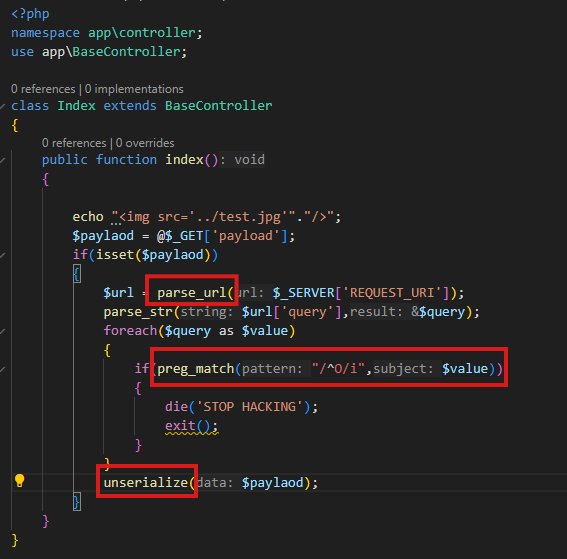 <?php
namespace app\controller;
use app\BaseController;
0 references | 0 implementations
class Index extends BaseController
{
0 references | 0 overrides
public function index(): void
{
echo "<img src='../test.jpg'"."/>";
$paylaod = @$_GET['payload'];
if(isset($paylaod))
{
$url = parse_url(url: $_SERVER['REQUEST_URI']);
parse_str(string: $url['query'],result: &$query);
foreach($query as $value)
{
if(preg_match(pattern: "/^O/i",subject: $value))
{
die('STOP HACKING');
exit();
}
}
unserialize(data: $paylaod);
}
}
}